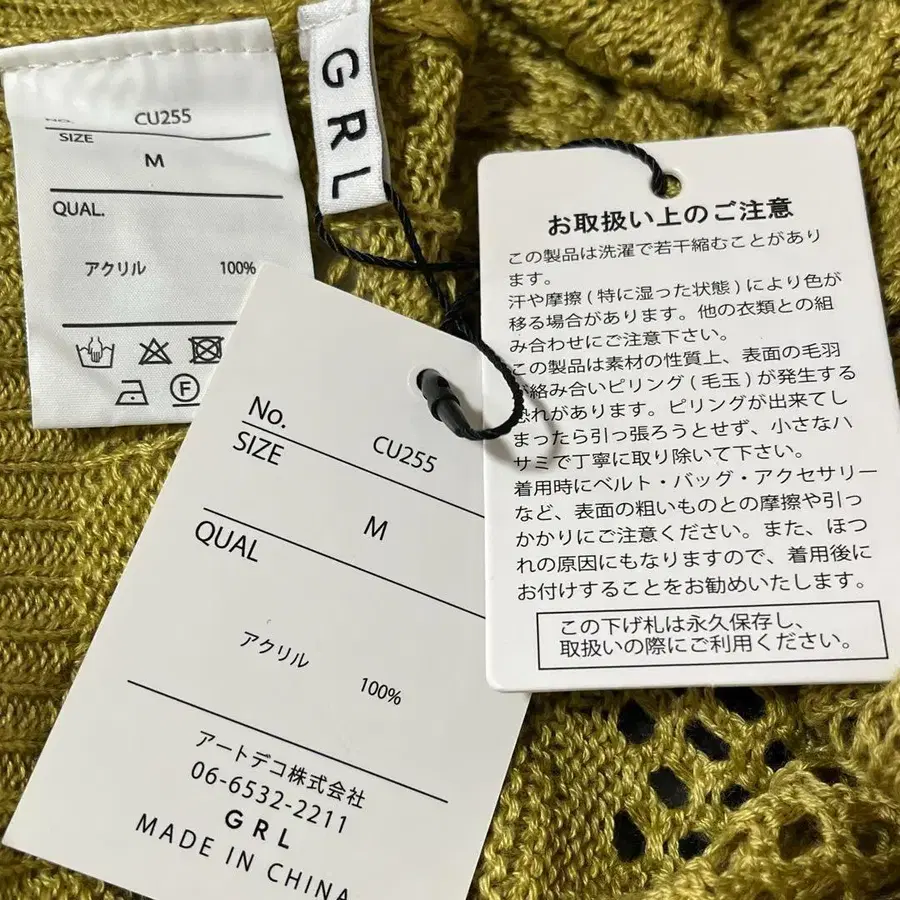 GRL
No. CU255
SIZE
M
QUAL.
アクリル 100%
F
お取扱い上のご注意
この製品は洗濯で若干縮むことがあり
ます。
汗や摩擦(特に湿った状態)により色が
移る場合があります。他の衣類との組
み合わせにご注意下さい。
この製品は素材の性質上、表面の毛羽
が絡み合いピリング(毛玉)が発生する
恐れがあります。ピリングが出来てし
まったら引っ張ろうとせず、小さなハ
サミで丁寧に取り除いて下さい。
着用時にベルト・バッグ・アクセサリー
など、表面の粗いものとの摩擦や引っ
かかりにご注意ください。また、ほつ
れの原因にもなりますので、着用後に
お付けすることをお勧めいたします。
この下げ札は永久保存し、
取扱いの際にご利用ください。
No. CU255
SIZE
M
QUAL
アクリル 100%
アートデコ株式会社
06-6532-2211
GRL
MADE IN CHINA